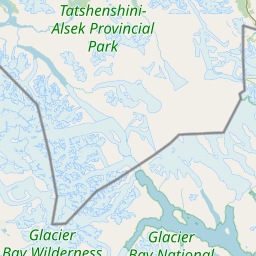 Tatshenshini-
Alsek Provincial
Park
Glacier
Bay Wilderness
Glacier
Bay National